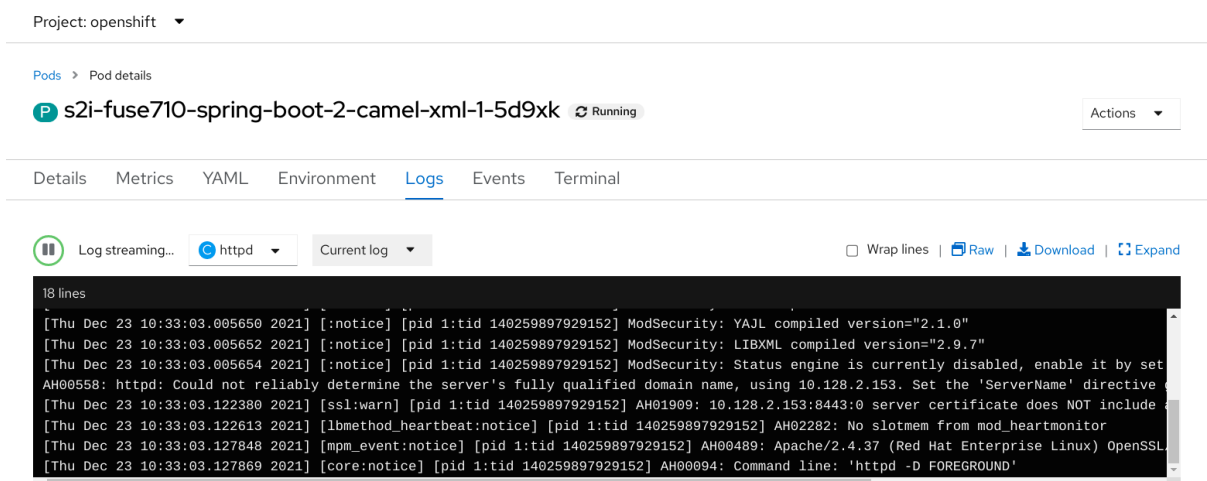 Project: openshift
Pods > Pod details
P s2i-fuse710-spring-boot-2-camel-xml-1-5d9xk Running
Actions
Details Metrics YAML Environment Logs Events Terminal
Log streaming... C httpd Current log Wrap lines | Raw | Download | Expand
18 lines
[Thu Dec 23 10:33:03.005650 2021] [:notice] [pid 1:tid 140259897929152] ModSecurity: YAJL compiled version="2.1.0"
[Thu Dec 23 10:33:03.005652 2021] [:notice] [pid 1:tid 140259897929152] ModSecurity: LIBXML compiled version="2.9.7"
[Thu Dec 23 10:33:03.005654 2021] [:notice] [pid 1:tid 140259897929152] ModSecurity: Status engine is currently disabled, enable it by set
AH00558: httpd: Could not reliably determine the server's fully qualified domain name, using 10.128.2.153. Set the 'ServerName' directive
[Thu Dec 23 10:33:03.122380 2021] [ssl:warn] [pid 1:tid 140259897929152] AH01909: 10.128.2.153:8443:0 server certificate does NOT include
[Thu Dec 23 10:33:03.122613 2021] [lbmethod_heartbeat:notice] [pid 1:tid 140259897929152] AH02282: No slotmem from mod_heartmonitor
[Thu Dec 23 10:33:03.127848 2021] [mpm_event:notice] [pid 1:tid 140259897929152] AH00489: Apache/2.4.37 (Red Hat Enterprise Linux) OpenSSL/
[Thu Dec 23 10:33:03.127869 2021] [core:notice] [pid 1:tid 140259897929152] AH00094: Command line: 'httpd -D FOREGROUND'